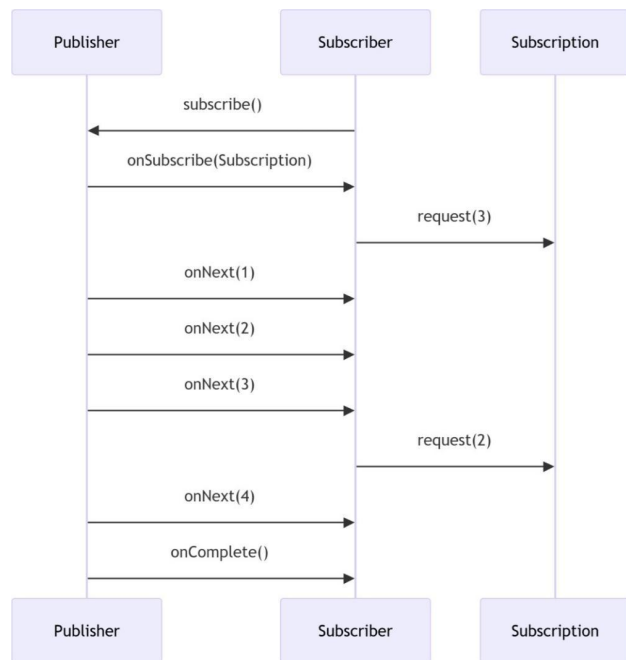 Publisher
Subscriber
Subscription
subscribe()
onSubscribe(Subscription)
request(3)
onNext(1)
onNext(2)
onNext(3)
request(2)
onNext(4)
onComplete()
Publisher
Subscriber
Subscription